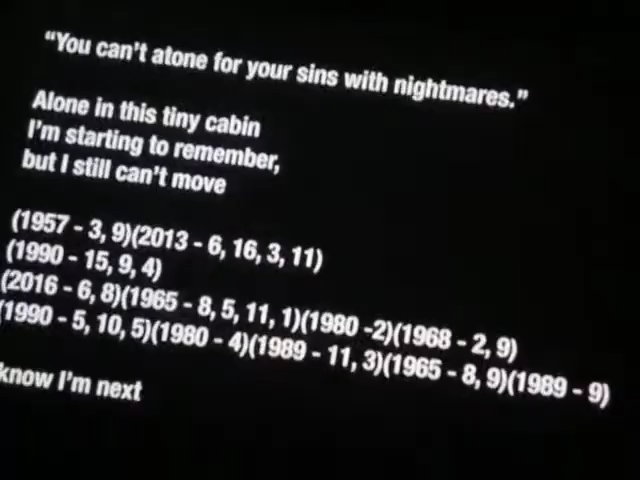 “You can’t atone for your sins with nightmares.”
Alone in this tiny cabin
I’m starting to remember,
but I still can’t move
(1957 - 3, 9)(2013 - 6, 16, 3, 11)
(1990 - 15, 9, 4)
(2016 - 6, 8)(1965 - 8, 5, 11, 1)(1980 -2)(1968 - 2, 9)
(1990 - 5, 10, 5)(1980 - 4)(1989 - 11, 3)(1965 - 8, 9)(1989 - 9)
know I’m next